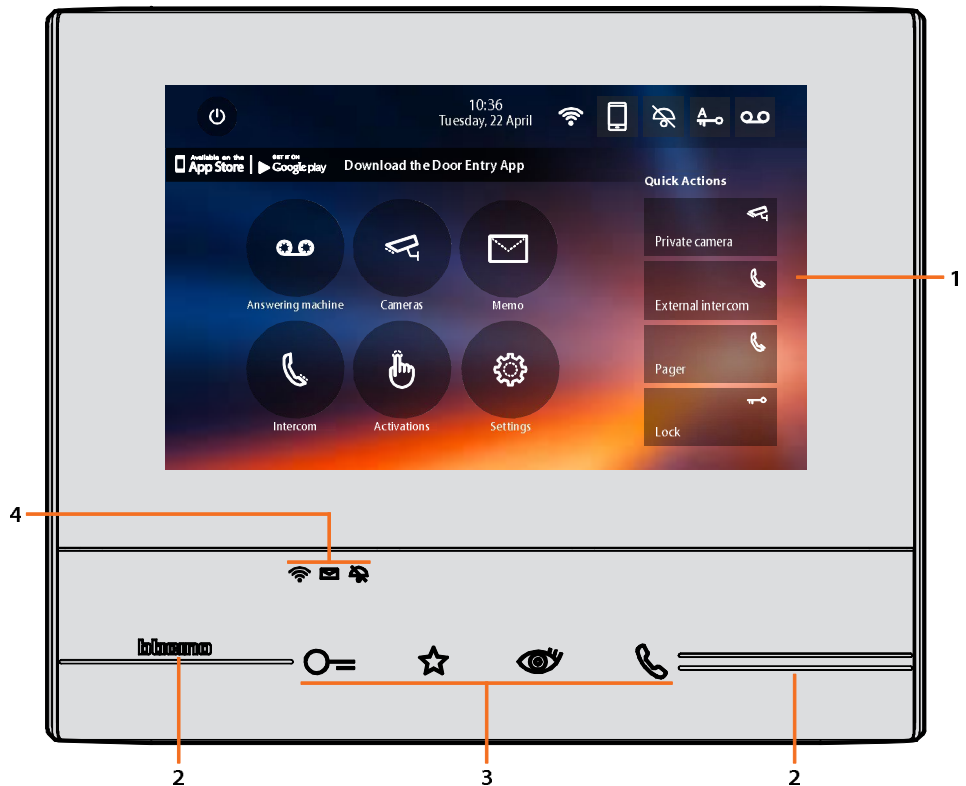 10:36
Tuesday, 22 April
Available on the
App Store
GET IT ON
Google play
Download the Door Entry App
Quick Actions
Private camera
External intercom
Pager
Lock
Answering machine
Cameras
Memo
Intercom
Activations
Settings
1
4
bticino
2
3
2